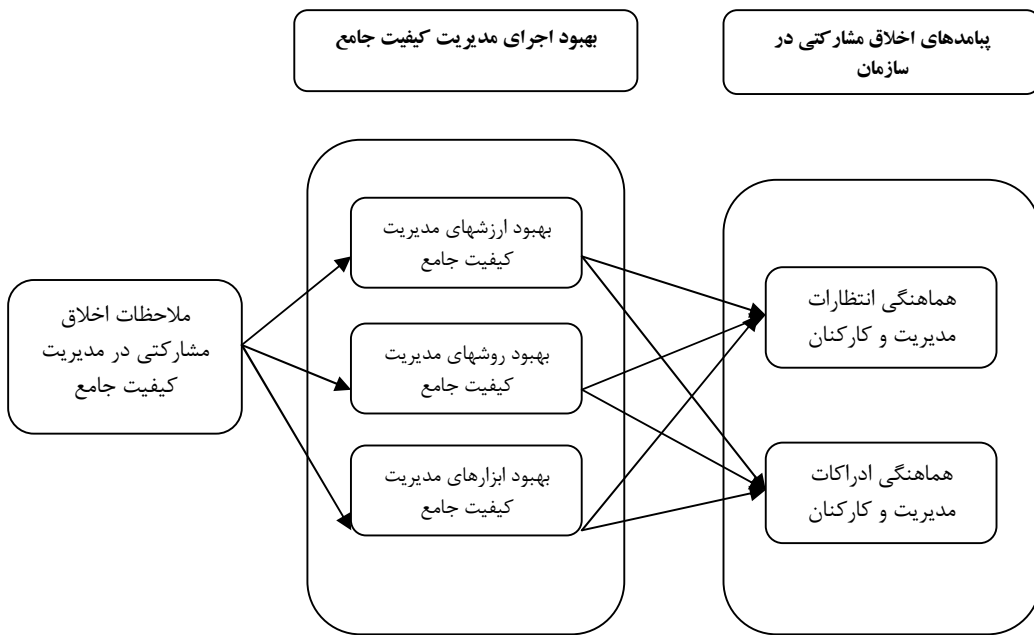 پیامدهای اخلاق مشارکتی در
سازمان
بهبود اجرای مدیریت کیفیت جامع
ملاحظات اخلاق
مشارکتی در مدیریت
کیفیت جامع
بهبود ارزشهای مدیریت
کیفیت جامع
بهبود روشهای مدیریت
کیفیت جامع
بهبود ابزارهای مدیریت
کیفیت جامع
هماهنگی انتظارات
مدیریت و کارکنان
هماهنگی ادراکات
مدیریت و کارکنان